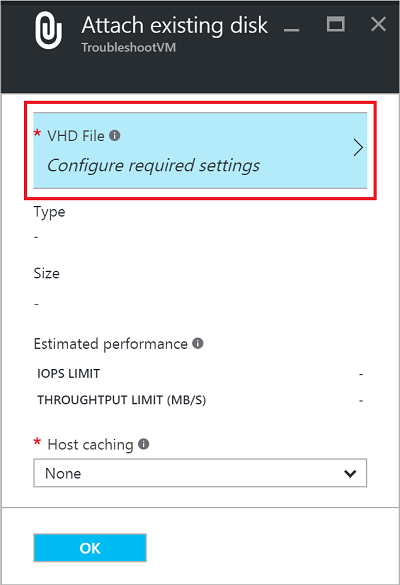 Attach existing disk
TroubleshootVM
* VHD File
Configure required settings
Type
-
Size
-
Estimated performance
IOPS LIMIT -
THROUGHTPUT LIMIT (MB/S) -
* Host caching
None
OK